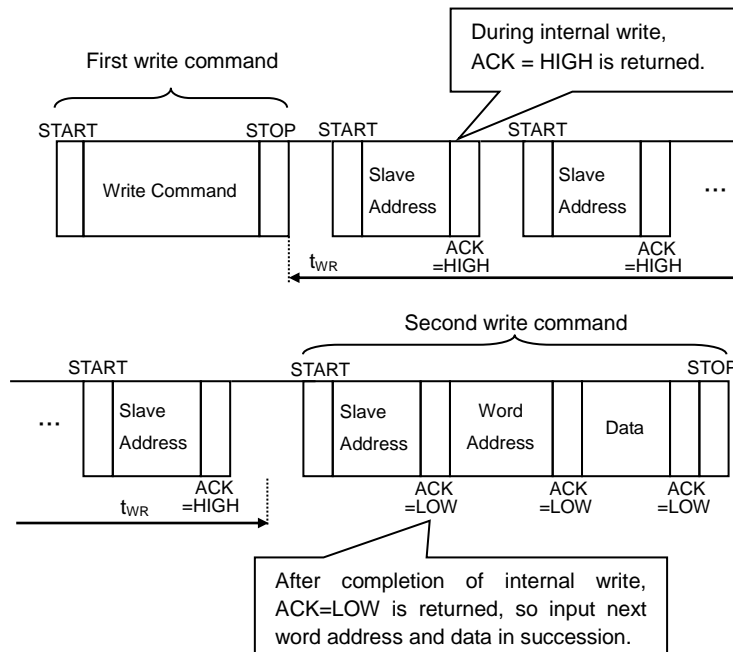 During internal write,
ACK = HIGH is returned.
First write command
START STOP START START
Write Command
Slave
Address
Slave
Address
...
ACK
=HIGH
ACK
=HIGH
tWR
Second write command
START START STOP
...
Slave
Address
Slave
Address
Word
Address
Data
ACK
=HIGH
ACK
=LOW
ACK
=LOW
ACK
=LOW
tWR
After completion of internal write,
ACK=LOW is returned, so input next
word address and data in succession.